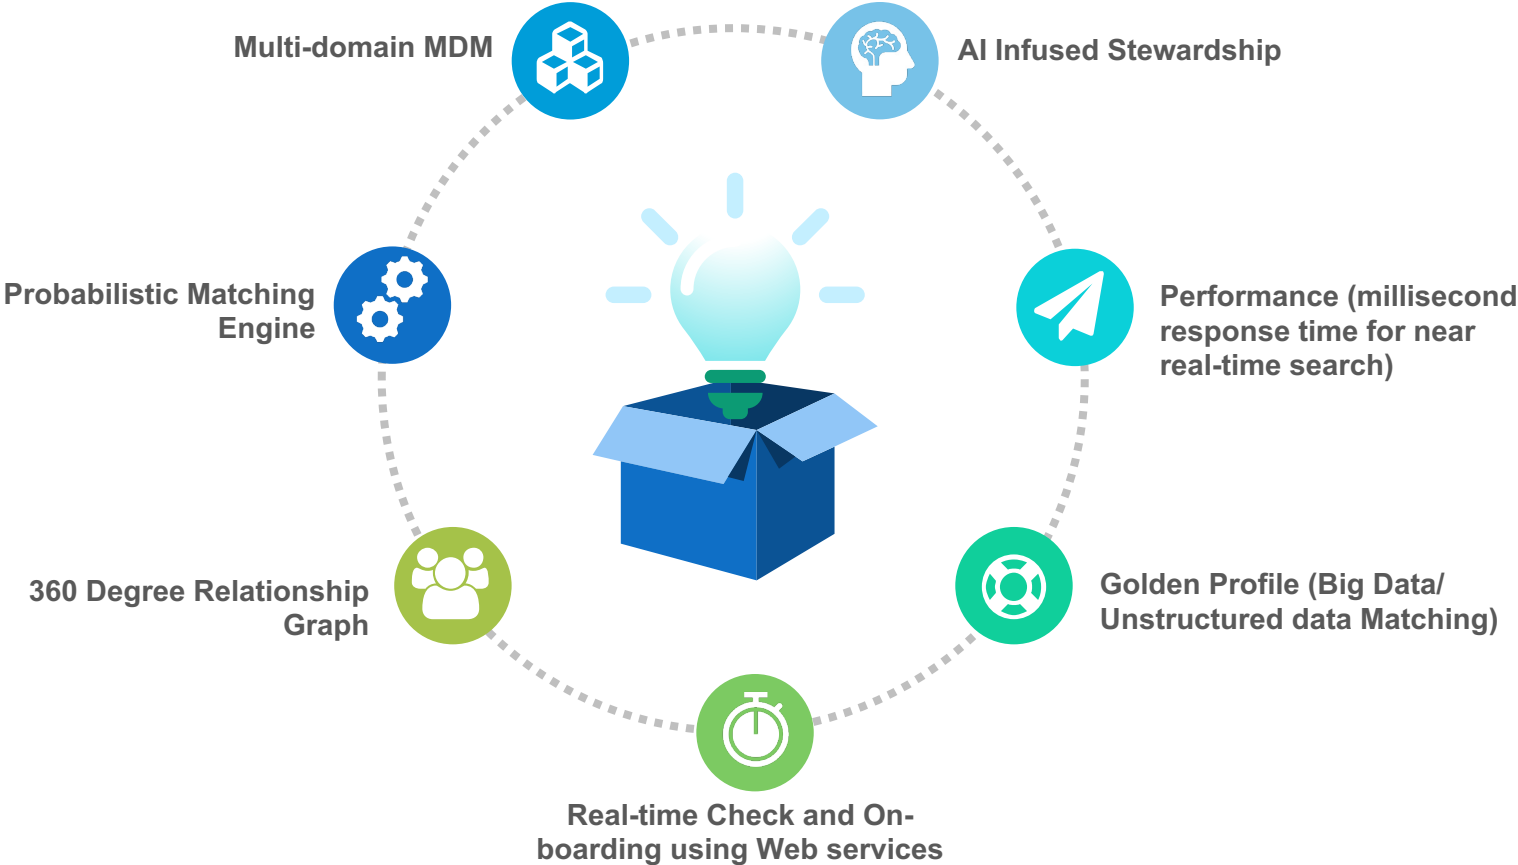 Multi-domain MDM
AI Infused Stewardship
Probabilistic Matching
Engine
Performance (millisecond
response time for near
real-time search)
360 Degree Relationship
Graph
Golden Profile (Big Data/
Unstructured data Matching)
Real-time Check and On-
boarding using Web services